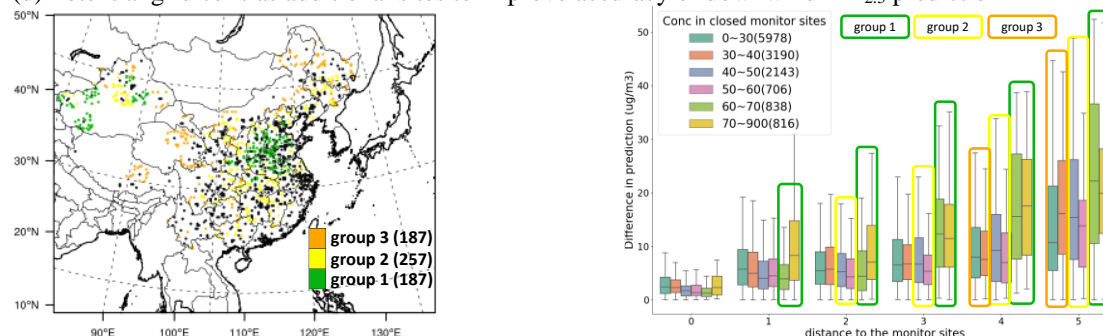 50°N
40°N
30°N
20°N
10°N
90°E
100°E
110°E
120°E
130°E
group 3 (187)
group 2 (257)
group 1 (187)
Conc in closed monitor sites
0~30(5978)
30~40(3190)
40~50(2143)
50~60(706)
60~70(838)
70~900(816)
group 1
group 2
group 3
Difference in prediction (ug/m3)
50
40
30
20
10
0
0
1
2
3
4
5
distance to the monitor sites